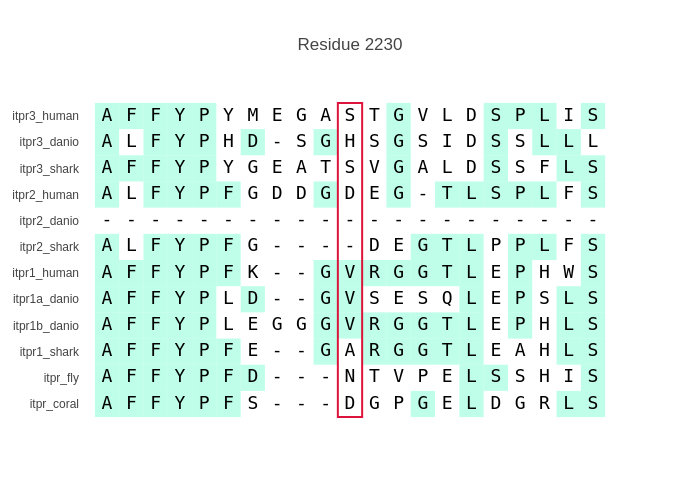 Residue 2230
itpr3_human A F F Y P Y M E G A S T G V L D S P L I S
itpr3_danio A L F Y P H D - S G H S G S I D S S L L L
itpr3_shark A F F Y P Y G E A T S V G A L D S S F L S
itpr2_human A L F Y P F G D D G D E G - T L S P L F S
itpr2_danio - - - - - - - - - - - - - - - - - - - - -
itpr2_shark A L F Y P F G - - - - D E G T L P P L F S
itpr1_human A F F Y P F K - - G V R G G T L E P H W S
itpr1a_danio A F F Y P L D - - G V S E S Q L E P S L S
itpr1b_danio A F F Y P L E G G G V R G G T L E P H L S
itpr1_shark A F F Y P F E - - G A R G G T L E A H L S
itpr_fly A F F Y P F D - - - N T V P E L S S H I S
itpr_coral A F F Y P F S - - - D G P G E L D G R L S